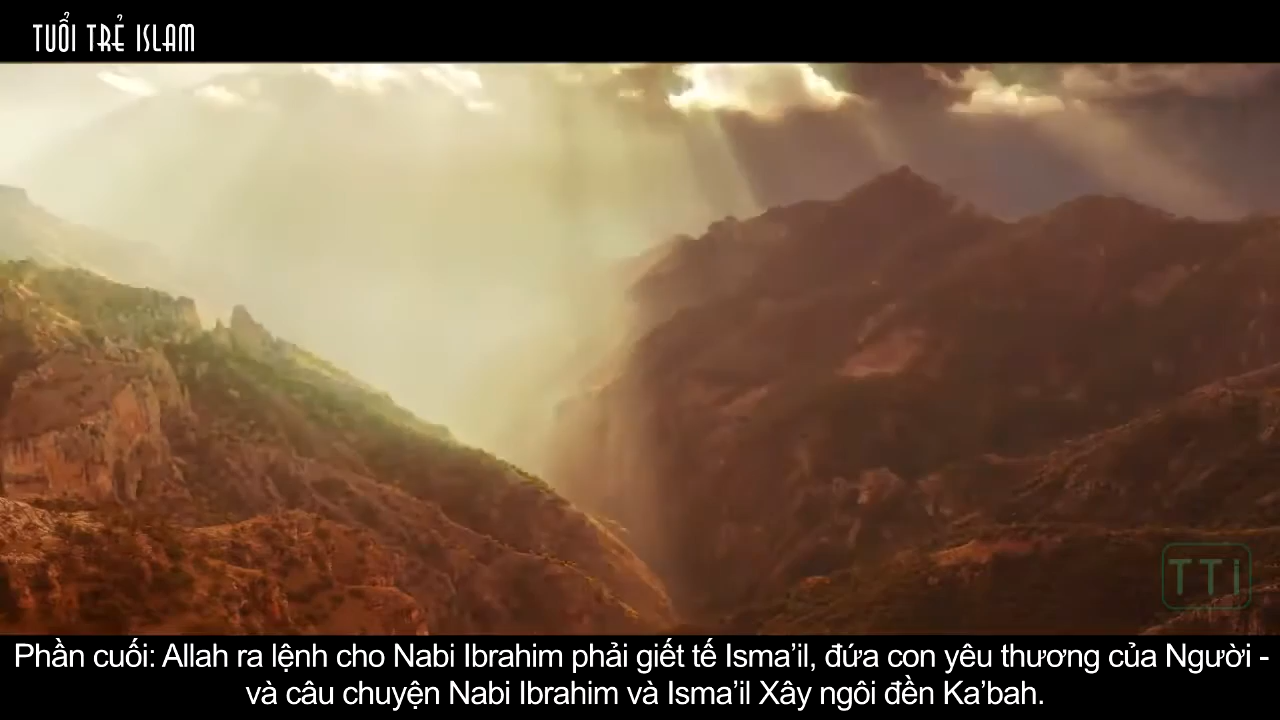 TUỔI TRẺ ISLAM
TTi
Phần cuối: Allah ra lệnh cho Nabi Ibrahim phải giết tế Isma’il, đứa con yêu thương của Người -
và câu chuyện Nabi Ibrahim và Isma’il Xây ngôi đền Ka’bah.